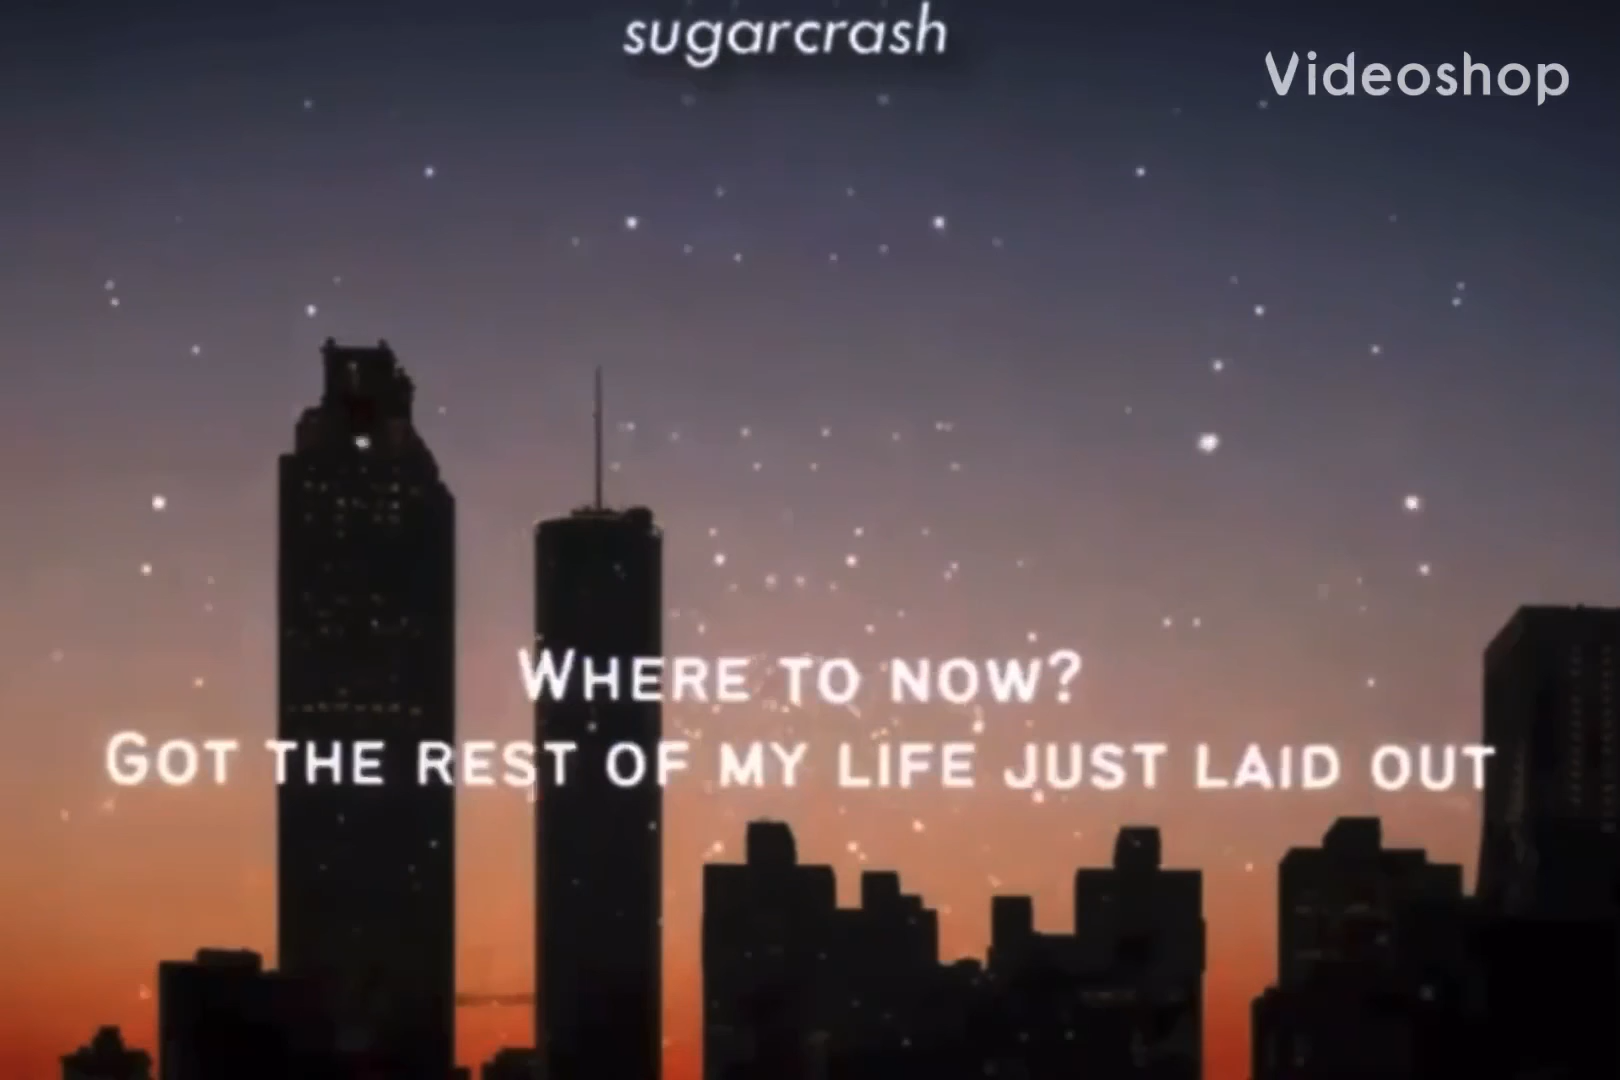 sugarcrash
Videoshop
WHERE TO NOW?
GOT THE REST OF MY LIFE JUST LAID OUT